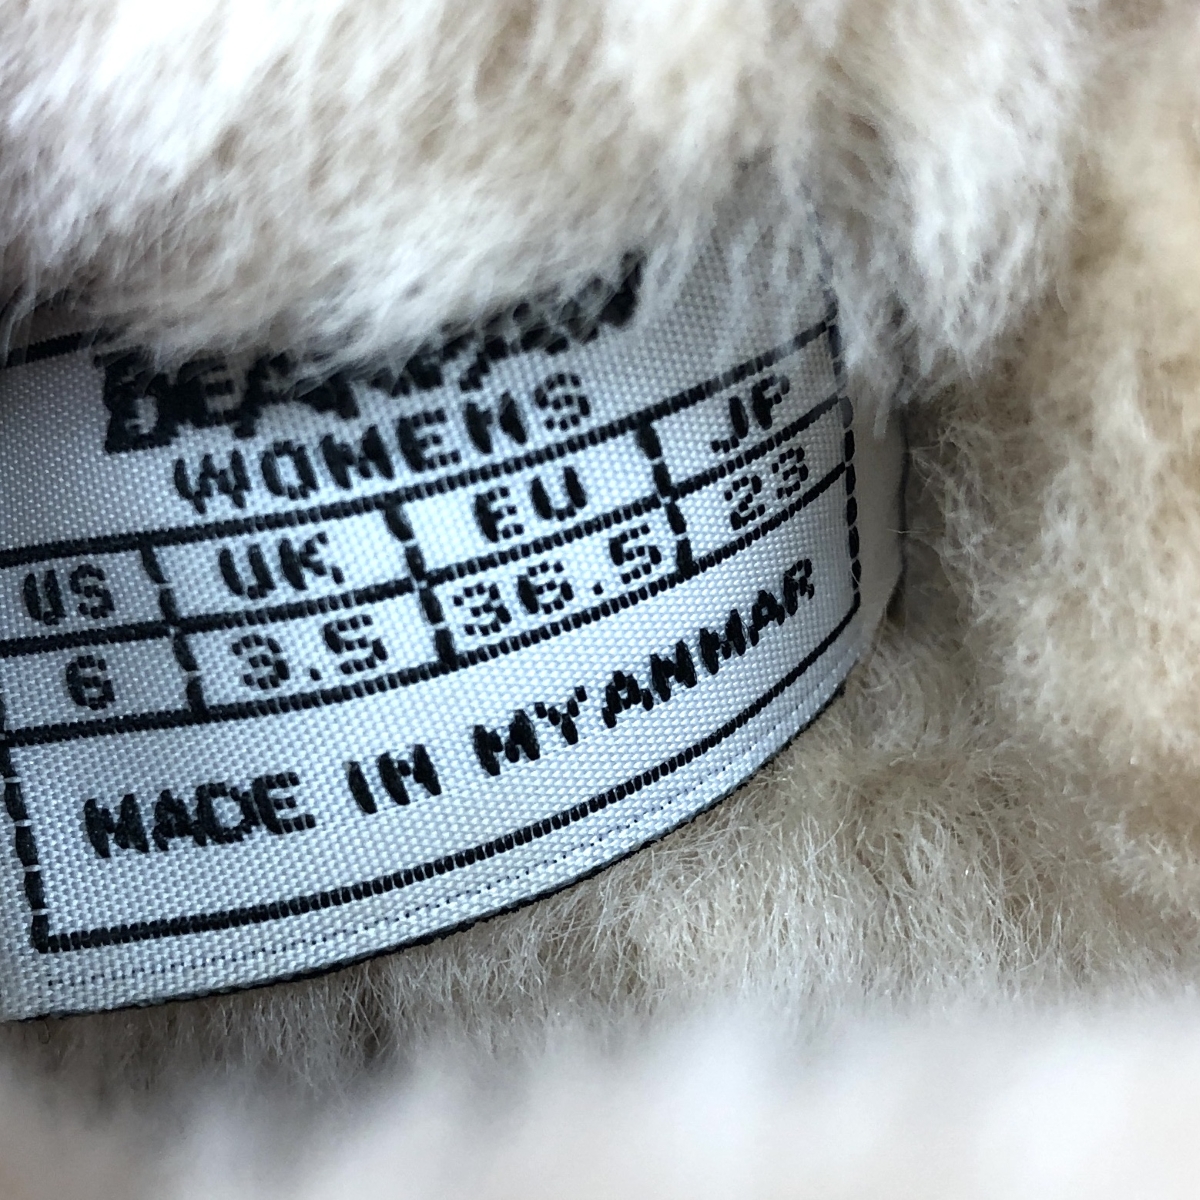 WOMENS
US UK EU JP
6 3.5 36.5 23
MADE IN MYANMAR